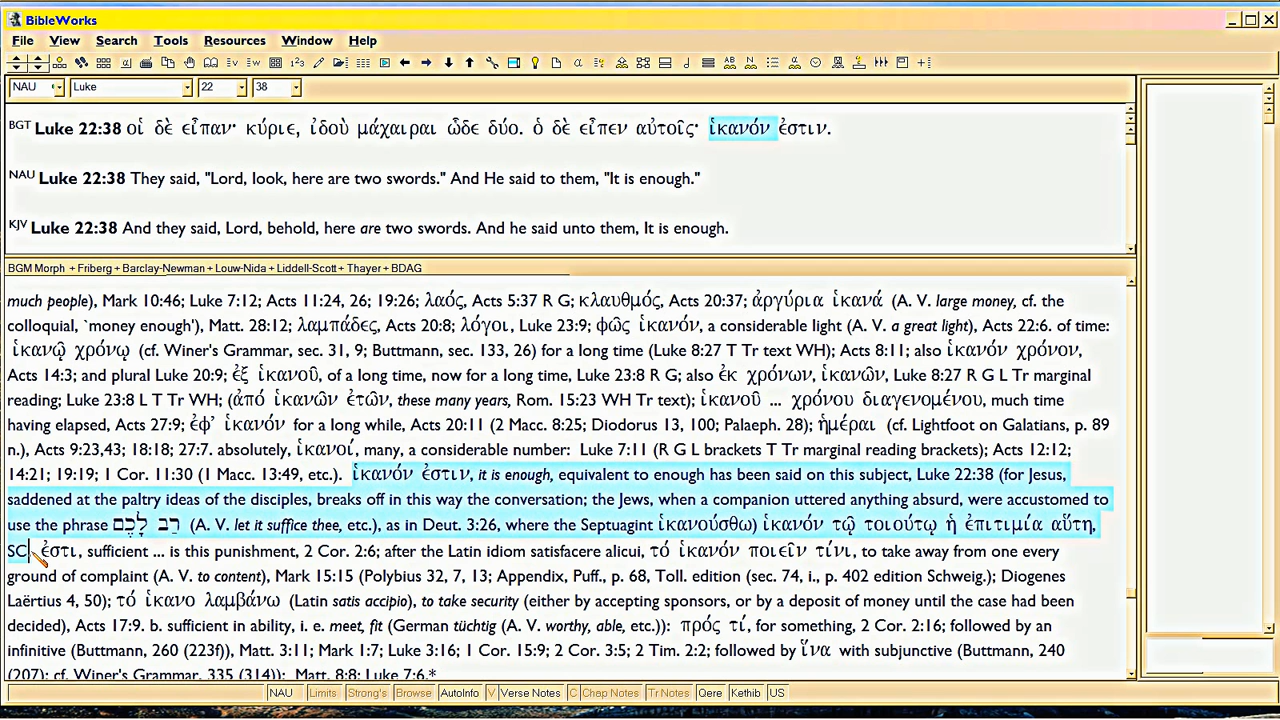 BibleWorks
File View Search Tools Resources Window Help
NAU Luke 22 38
BGT Luke 22:38 οἱ δὲ εἶπαν· κύριε, ἰδοὺ μάχαιραι ὧδε δύο. ὁ δὲ εἶπεν αὐτοῖς· ἱκανόν ἐστιν.
NAU Luke 22:38 They said, "Lord, look, here are two swords." And He said to them, "It is enough."
KJV Luke 22:38 And they said, Lord, behold, here are two swords. And he said unto them, It is enough.
BGM Morph + Friberg + Barclay-Newman + Louw-Nida + Liddell-Scott + Thayer + BDAG
much people), Mark 10:46; Luke 7:12; Acts 11:24, 26; 19:26; λαός, Acts 5:37 R G; κλαυθμός, Acts 20:37; ἀργύρια ἱκανά (A. V. large money, cf. the
colloquial, `money enough'), Matt. 28:12; λαμπάδες, Acts 20:8; λόγοι, Luke 23:9; φῶς ἱκανόν, a considerable light (A. V. a great light), Acts 22:6. of time:
ἱκανῷ χρόνῳ (cf. Winer's Grammar, sec. 31, 9; Buttmann, sec. 133, 26) for a long time (Luke 8:27 T Tr text WH); Acts 8:11; also ἱκανόν χρόνον,
Acts 14:3; and plural Luke 20:9; ἐξ ἱκανοῦ, of a long time, now for a long time, Luke 23:8 R G; also ἐκ χρόνων, ἱκανῶν, Luke 8:27 R G L Tr marginal
reading; Luke 23:8 L T Tr WH; (ἀπό ἱκανῶν ἐτῶν, these many years, Rom. 15:23 WH Tr text); ἱκανοῦ ... χρόνου διαγενομένου, much time
having elapsed, Acts 27:9; ἐφ' ἱκανόν for a long while, Acts 20:11 (2 Macc. 8:25; Diodorus 13, 100; Palaeph. 28); ἡμέραι (cf. Lightfoot on Galatians, p. 89
n.), Acts 9:23,43; 18:18; 27:7. absolutely, ἱκανοί, many, a considerable number: Luke 7:11 (R G L brackets T Tr marginal reading brackets); Acts 12:12;
14:21; 19:19; 1 Cor. 11:30 (1 Macc. 13:49, etc.). ἱκανόν ἐστιν, it is enough, equivalent to enough has been said on this subject, Luke 22:38 (for Jesus,
saddened at the paltry ideas of the disciples, breaks off in this way the conversation; the Jews, when a companion uttered anything absurd, were accustomed to
use the phrase רַב לָכֶם (A. V. let it suffice thee, etc.), as in Deut. 3:26, where the Septuagint ἱκανούσθω) ἱκανόν τῷ τοιούτῳ ἡ ἐπιτιμία αὕτη,
SC ἐστι, sufficient ... is this punishment, 2 Cor. 2:6; after the Latin idiom satisfacere alicui, τό ἱκανόν ποιεῖν τίνι, to take away from one every
ground of complaint (A. V. to content), Mark 15:15 (Polybius 32, 7, 13; Appendix, Puff., p. 68, Toll. edition (sec. 74, i., p. 402 edition Schweig.); Diogenes
Laërtius 4, 50); τό ἱκανο λαμβάνω (Latin satis accipio), to take security (either by accepting sponsors, or by a deposit of money until the case had been
decided), Acts 17:9. b. sufficient in ability, i. e. meet, fit (German tüchtig (A. V. worthy, able, etc.)): πρός τί, for something, 2 Cor. 2:16; followed by an
infinitive (Buttmann, 260 (223f)), Matt. 3:11; Mark 1:7; Luke 3:16; 1 Cor. 15:9; 2 Cor. 3:5; 2 Tim. 2:2; followed by ἵνα with subjunctive (Buttmann, 240
(207); cf. Winer's Grammar, 335 (314)): Matt. 8:8; Luke 7:6.*
NAU Limits Strong's Browse AutoInfo V Verse Notes C Chap Notes Tr Notes Qere Kethib US